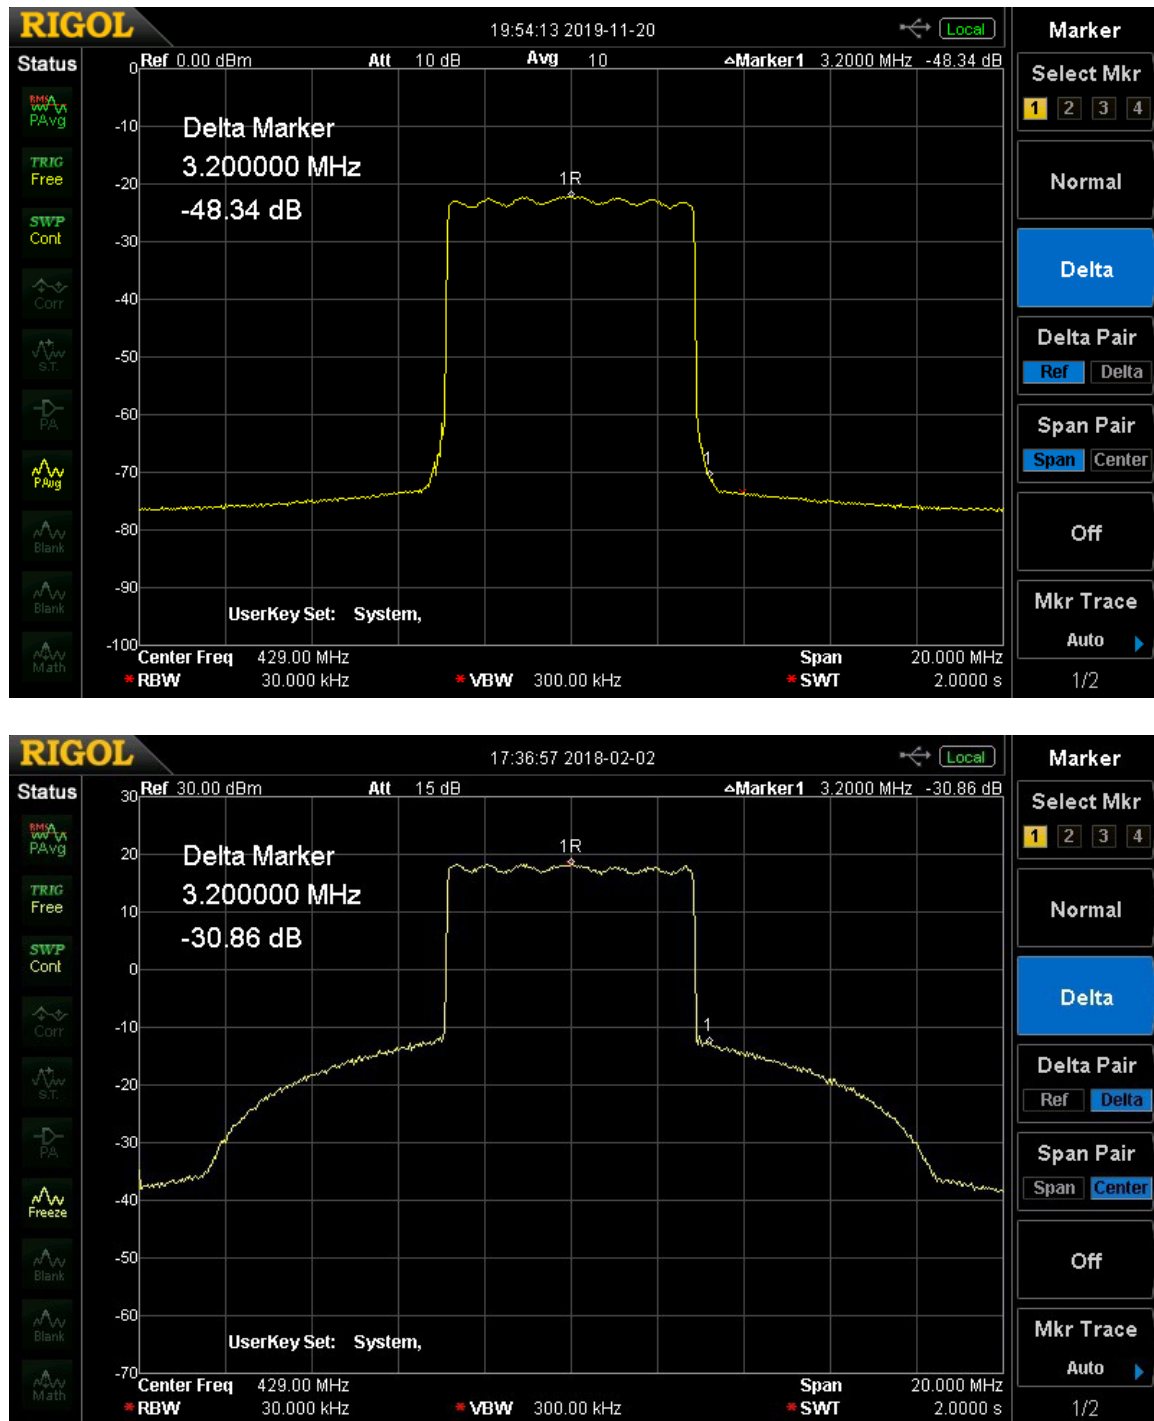 RIGOL 19:54:13 2019-11-20 Local Marker
Status Ref 0.00 dBm Att 10 dB Avg 10 Marker1 3.2000 MHz -48.34 dB
Select Mkr
1 2 3 4
RMS
PAvg
TRIG
Free
SWP
Cont
Corr
S.T.
PA
PAvg
Blank
Blank
Math
0
-10
-20
-30
-40
-50
-60
-70
-80
-90
-100
Delta Marker
3.200000 MHz
-48.34 dB
1R
1
UserKey Set: System,
Center Freq 429.00 MHz Span 20.000 MHz
*RBW 30.000 kHz *VBW 300.00 kHz *SWT 2.0000 s
Normal
Delta
Delta Pair
Ref Delta
Span Pair
Span Center
Off
Mkr Trace
Auto
1/2
RIGOL 17:36:57 2018-02-02 Local Marker
Status Ref 30.00 dBm Att 15 dB Marker1 3.2000 MHz -30.86 dB
Select Mkr
1 2 3 4
RMS
PAvg
TRIG
Free
SWP
Cont
Corr
S.T.
PA
Freeze
Blank
Blank
Math
30
20
10
0
-10
-20
-30
-40
-50
-60
-70
Delta Marker
3.200000 MHz
-30.86 dB
1R
1
UserKey Set: System,
Center Freq 429.00 MHz Span 20.000 MHz
*RBW 30.000 kHz *VBW 300.00 kHz *SWT 2.0000 s
Normal
Delta
Delta Pair
Ref Delta
Span Pair
Span Center
Off
Mkr Trace
Auto
1/2